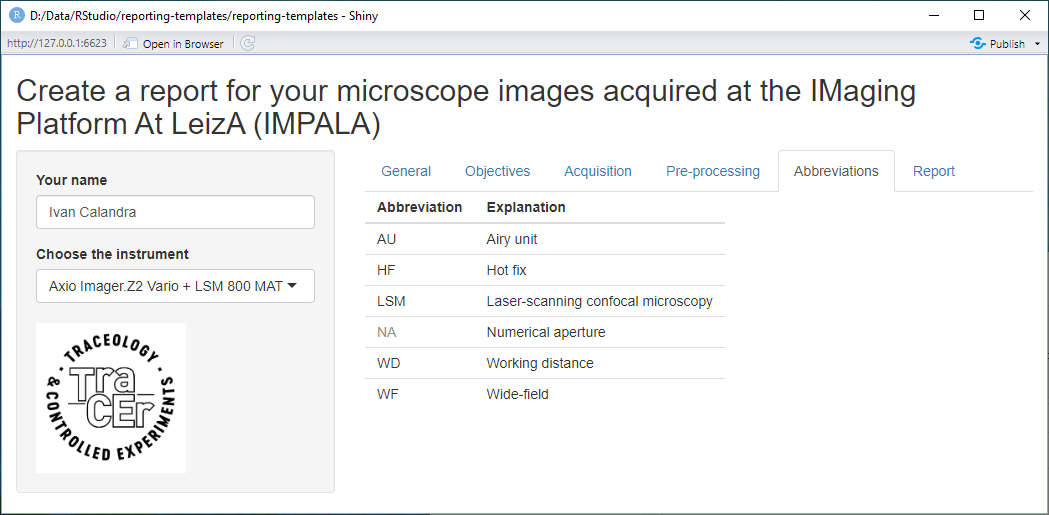 D:/Data/RStudio/reporting-templates/reporting-templates - Shiny
http://127.0.0.1:6623 Open in Browser Publish
Create a report for your microscope images acquired at the IMaging
Platform At LeizA (IMPALA)
Your name
Ivan Calandra
Choose the instrument
Axio Imager.Z2 Vario + LSM 800 MAT
TRACEOLOGY
& CONTROLLED EXPERIMENTS
TraCEr
General Objectives Acquisition Pre-processing Abbreviations Report
Abbreviation Explanation
AU Airy unit
HF Hot fix
LSM Laser-scanning confocal microscopy
NA Numerical aperture
WD Working distance
WF Wide-field